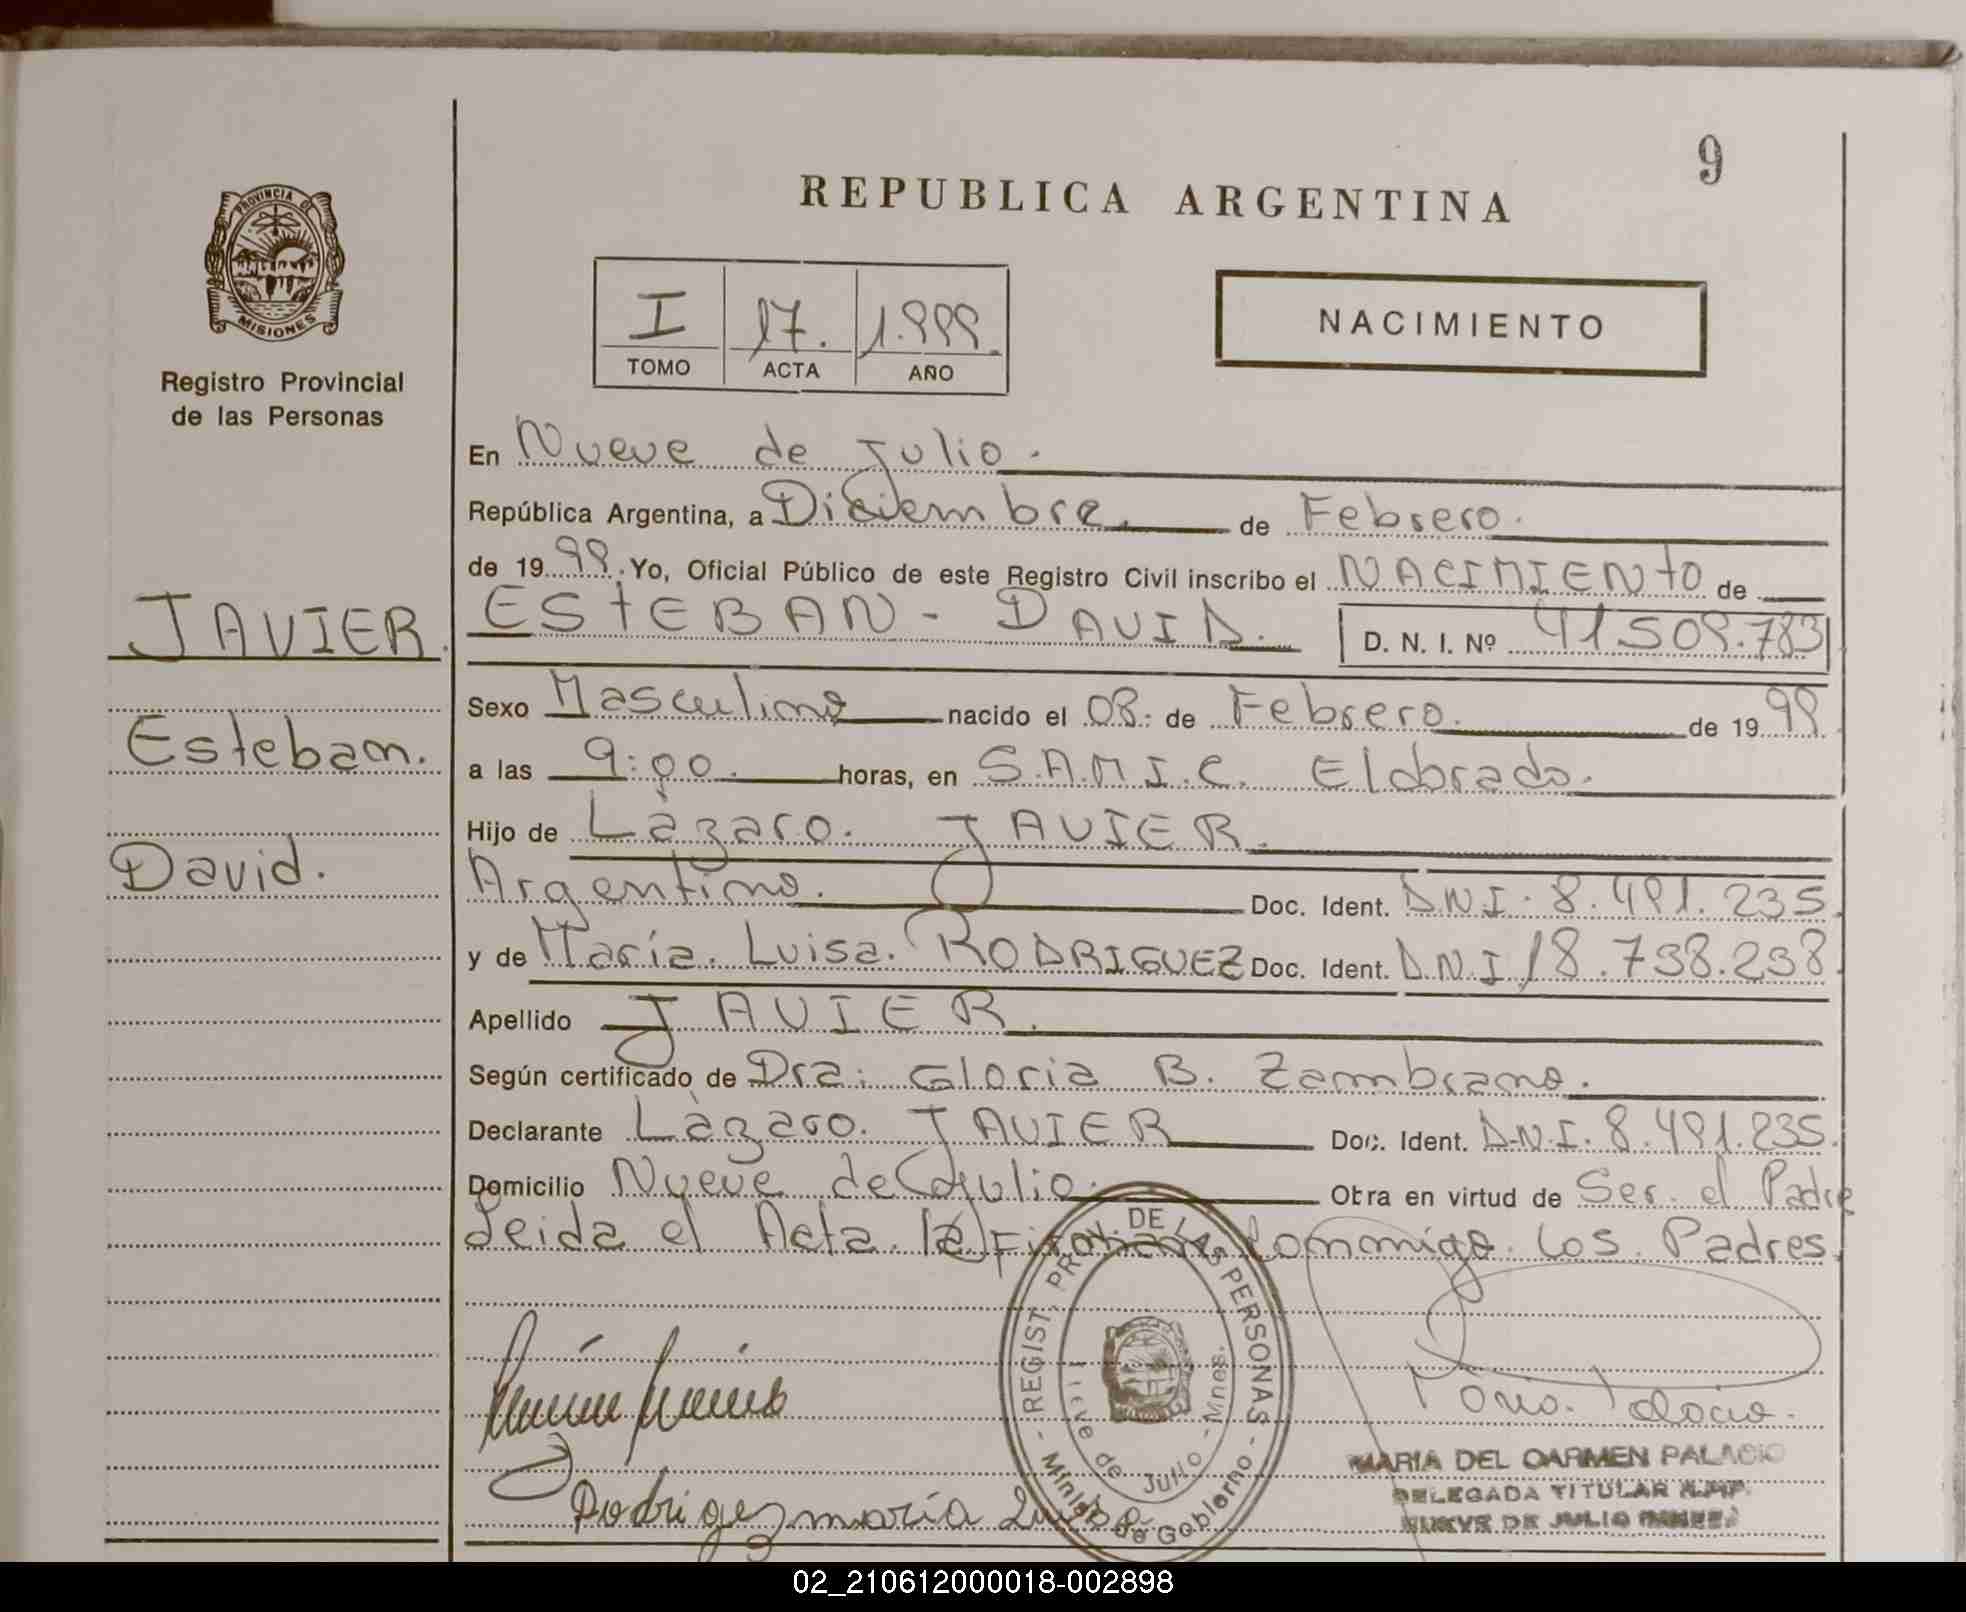 9
REPUBLICA ARGENTINA
PROVINCIA DE
MISIONES
Registro Provincial
de las Personas
I 17. 1.999.
TOMO ACTA AÑO
NACIMIENTO
En Nueve de Julio.
República Argentina, a Diciembre. de Febrero.
de 1999. Yo, Oficial Público de este Registro Civil inscribo el NACIMIENTO de
JAVIER. ESTEBAN - DAVID. D. N. I. Nº 41509.783
Sexo Masculino nacido el 08. de Febrero. de 1999
Esteban. a las 9:00. horas, en S.A.M.I.C. Eldorado.
Hijo de Lázaro. JAVIER.
David. Argentino. Doc. Ident. D.N.I. 8.491.235.
y de María. Luisa. RODRIGUEZ Doc. Ident. D.N.I 18.738.238.
Apellido JAVIER.
Según certificado de Dra: Gloria B. Zambrano.
Declarante Làzaro. JAVIER Doc. Ident. D.N.I. 8.491.235.
Domicilio Nueve de Julio. Obra en virtud de Ser. el Padre
Leida el Acta. la Firman Conmigo. los. Padres.
REGIST. PROV. DE LAS PERSONAS - Minist. de Gobierno -
Nueve de Julio - Mnes.
Rodriguez maría Luisa
MARIA DEL CARMEN PALACIO
DELEGADA TITULAR R.P.P.
NUEVE DE JULIO
02_210612000018-002898